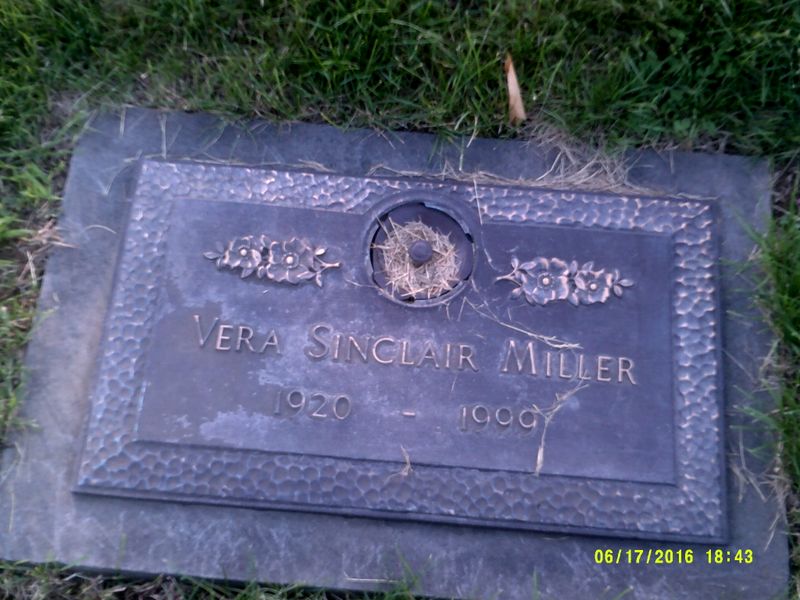 VERA SINCLAIR MILLER
1920 - 1999
06/17/2016 18:43